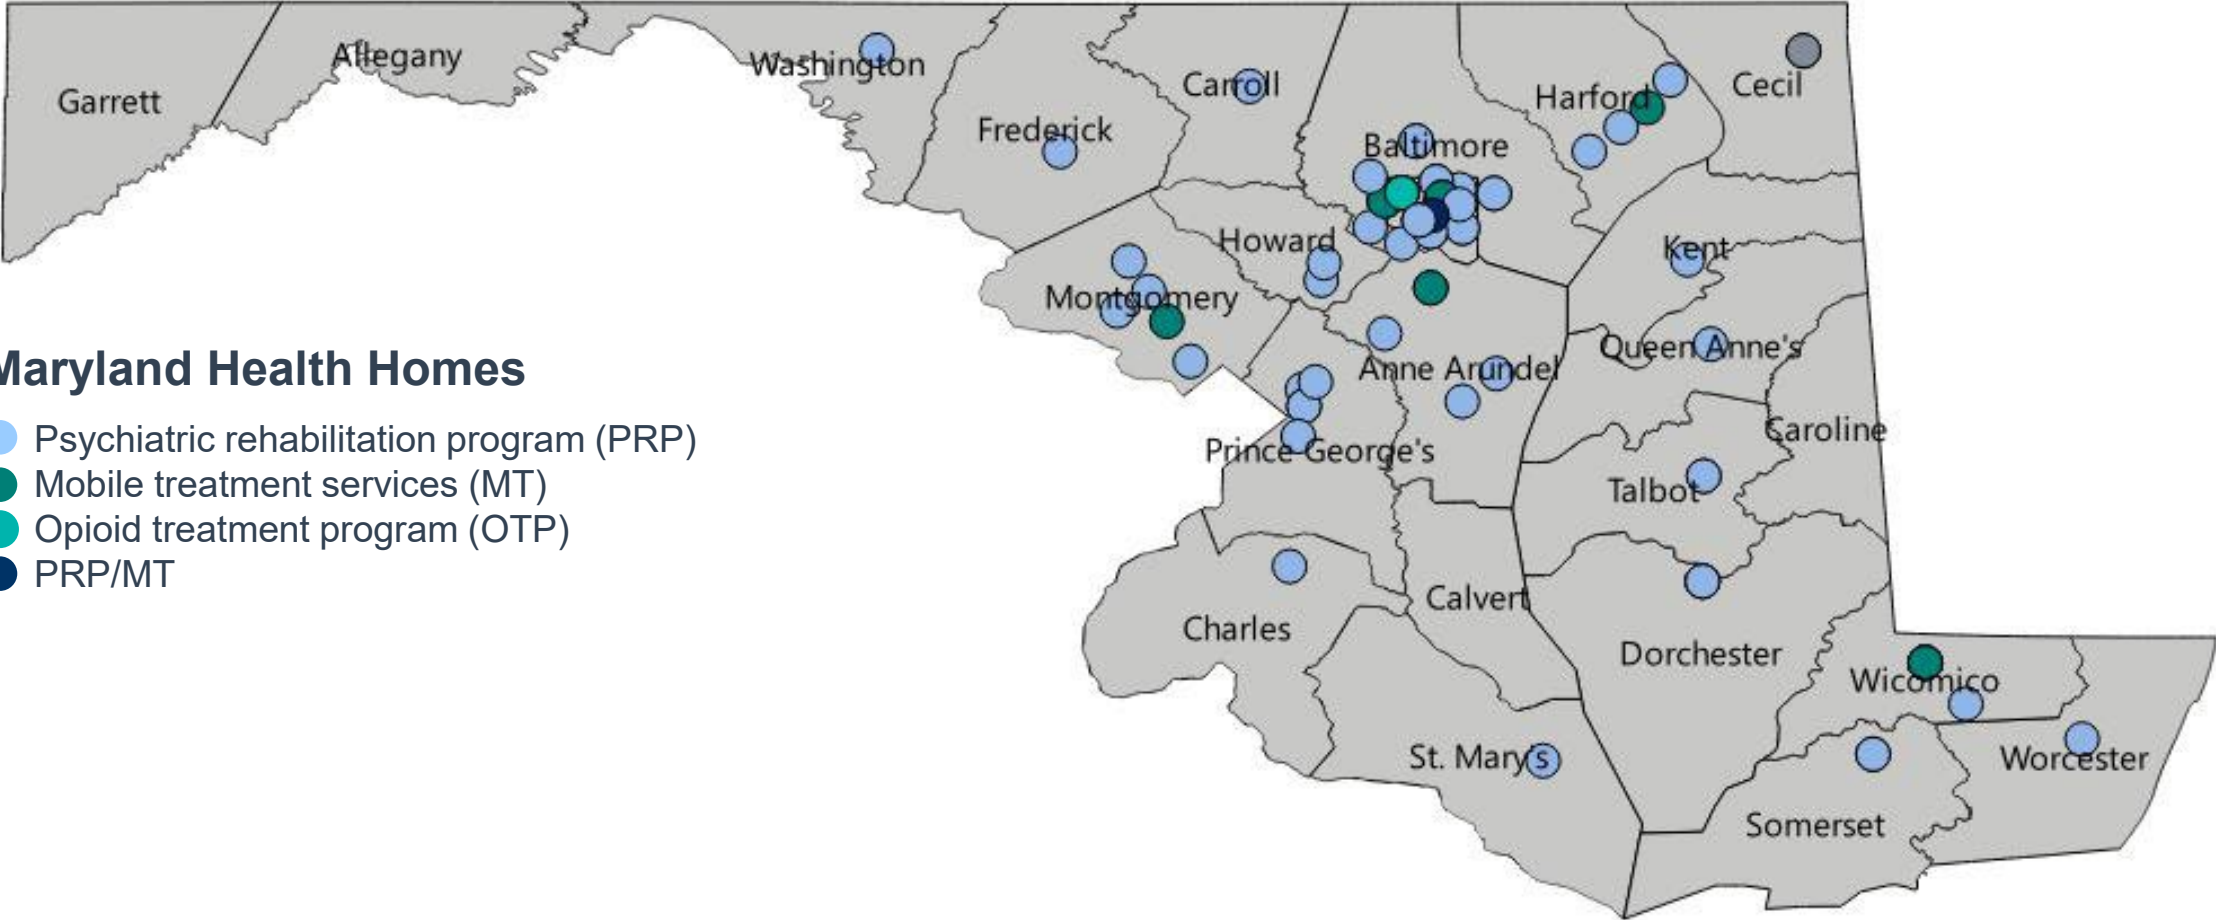 Allegany
Washington
Garrett
Carroll
Harford
Cecil
Frederick
Baltimore
Howard
Kent
Montgomery
Queen Anne's
Anne Arundel
Maryland Health Homes
Psychiatric rehabilitation program (PRP)
Mobile treatment services (MT)
Opioid treatment program (OTP)
PRP/MT
Caroline
Prince George's
Talbot
Calvert
Charles
Dorchester
Wicomico
St. Mary's
Worcester
Somerset